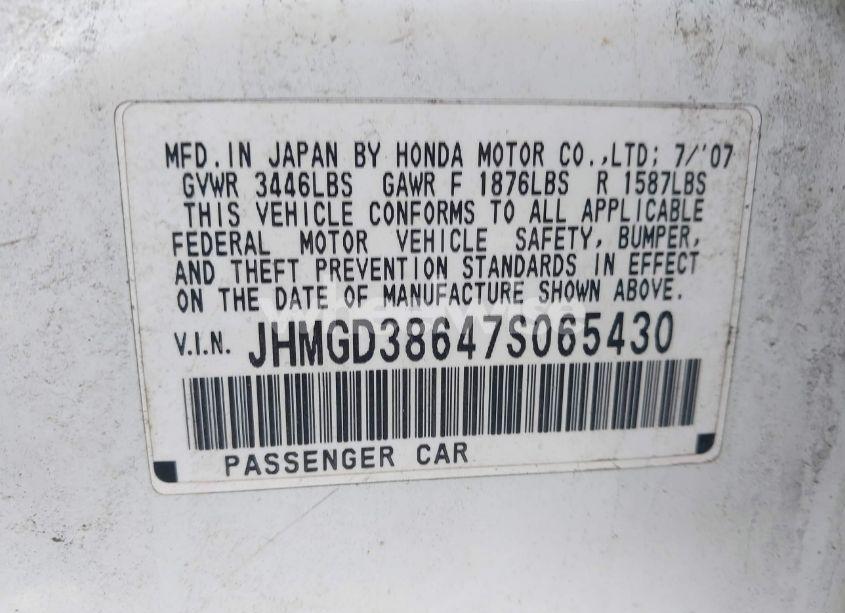 MFD. IN JAPAN BY HONDA MOTOR CO.,LTD; 7/'07
GVWR 3446LBS GAWR F 1876LBS R 1587LBS
THIS VEHICLE CONFORMS TO ALL APPLICABLE
FEDERAL MOTOR VEHICLE SAFETY, BUMPER,
AND THEFT PREVENTION STANDARDS IN EFFECT
ON THE DATE OF MANUFACTURE SHOWN ABOVE.
V.I.N. JHMGD38647S065430
PASSENGER CAR